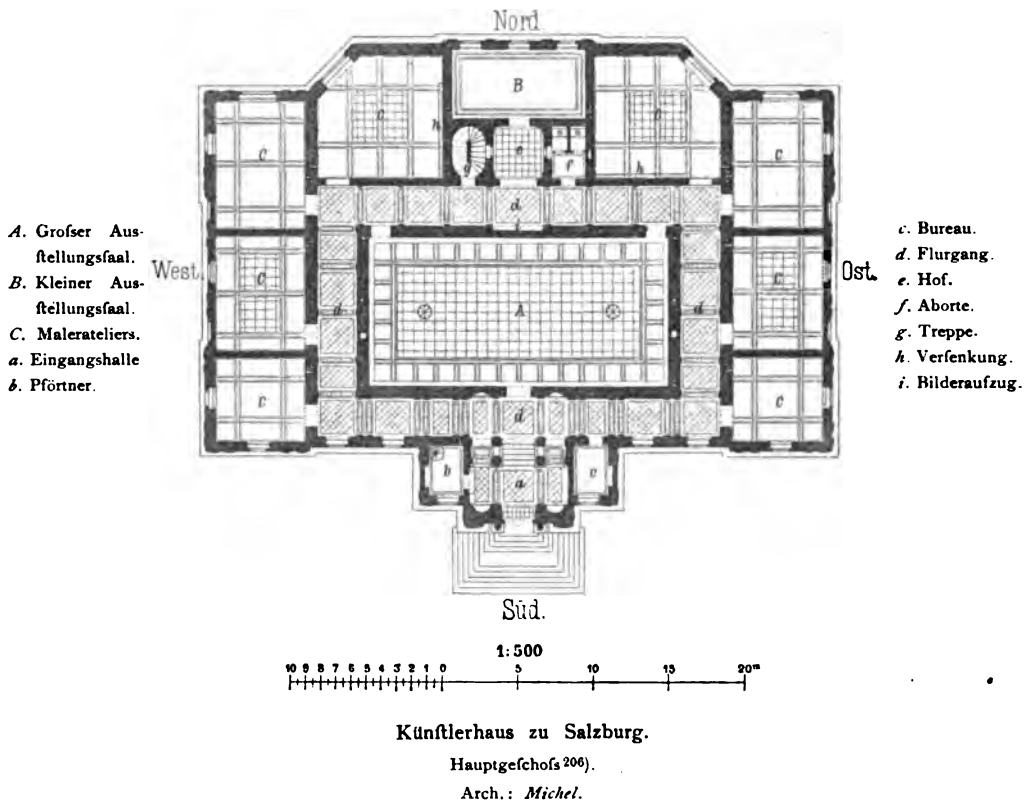 Nord
B
C
C
h
e
g
f
h
C
C
d
i
A. Groſser Aus-
ſtellungsſaal.
B. Kleiner Aus-
ſtellungsſaal.
C. Malerateliers.
a. Eingangshalle
b. Pförtner.
West.
C
d
A
d
C
Ost.
c. Bureau.
d. Flurgang.
e. Hof.
f. Aborte.
g. Treppe.
h. Verſenkung.
i. Bilderaufzug.
C
d
C
b
a
c
Süd.
1:500
10 9 8 7 6 5 4 3 2 1 0 5 10 15 20m
Künſtlerhaus zu Salzburg.
Hauptgeſchoſs 206).
Arch.: Michel.